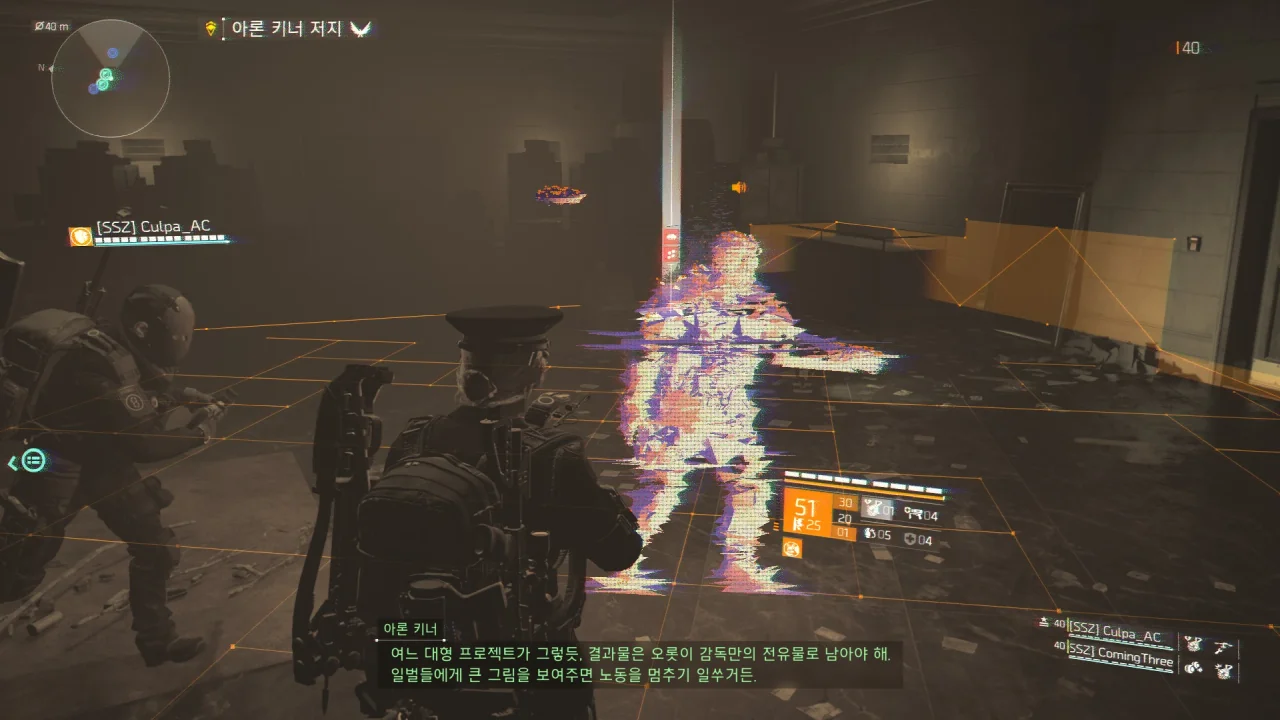 40 m
아론 키너 저지
N
40
[SSZ] Culpa_AC
51
25
30
20
01
01
04
05
04
아론 키너
여느 대형 프로젝트가 그렇듯, 결과물은 오롯이 감독만의 전유물로 남아야 해.
일벌들에게 큰 그림을 보여주면 노동을 멈추기 일쑤거든.
40 [SSZ] Culpa_AC
40 [SSZ] ComingThree